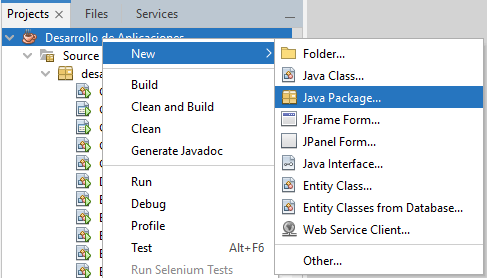 Projects × Files Services
Desarrollo de Aplicaciones
Source
desa
New
Build
Clean and Build
Clean
Generate Javadoc
Run
Debug
Profile
Test Alt+F6
Run Selenium Tests
Folder...
Java Class...
Java Package...
JFrame Form...
JPanel Form...
Java Interface...
Entity Class...
Entity Classes from Database...
Web Service Client...
Other...